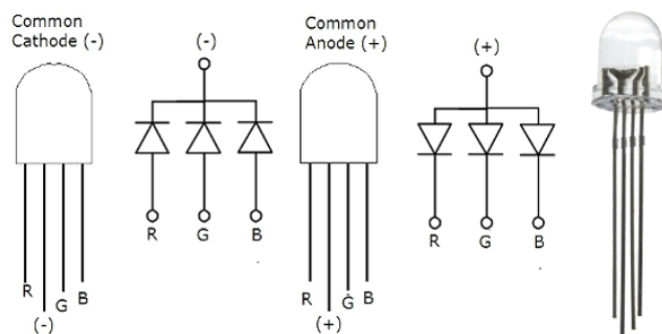 Common
Cathode (-)
(-)
R
G
B
(-)
R
G
B
Common
Anode (+)
(+)
R
G
B
(+)
R
G
B